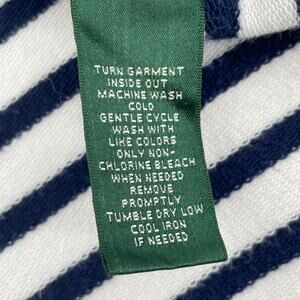 TURN GARMENT
INSIDE OUT
MACHINE WASH
COLD
GENTLE CYCLE
WASH WITH
LIKE COLORS
ONLY NON-
CHLORINE BLEACH
WHEN NEEDED
REMOVE
PROMPTLY
TUMBLE DRY LOW
COOL IRON
IF NEEDED